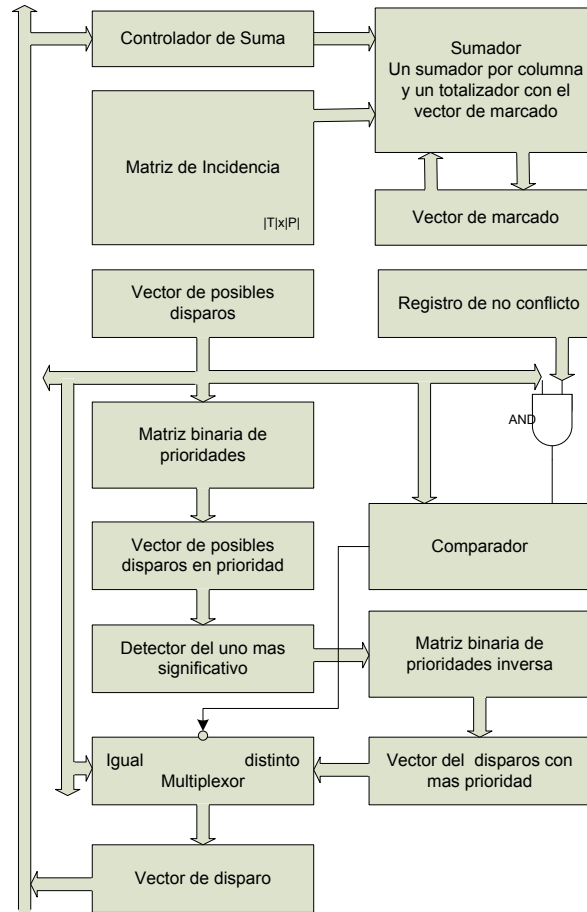 Controlador de Suma
Sumador
Un sumador por columna
y un totalizador con el
vector de marcado
Matriz de Incidencia
|T|x|P|
Vector de marcado
Vector de posibles
disparos
Registro de no conflicto
AND
Matriz binaria de
prioridades
Vector de posibles
disparos en prioridad
Comparador
Detector del uno mas
significativo
Matriz binaria de
prioridades inversa
Igual distinto
Multiplexor
Vector del disparos con
mas prioridad
Vector de disparo